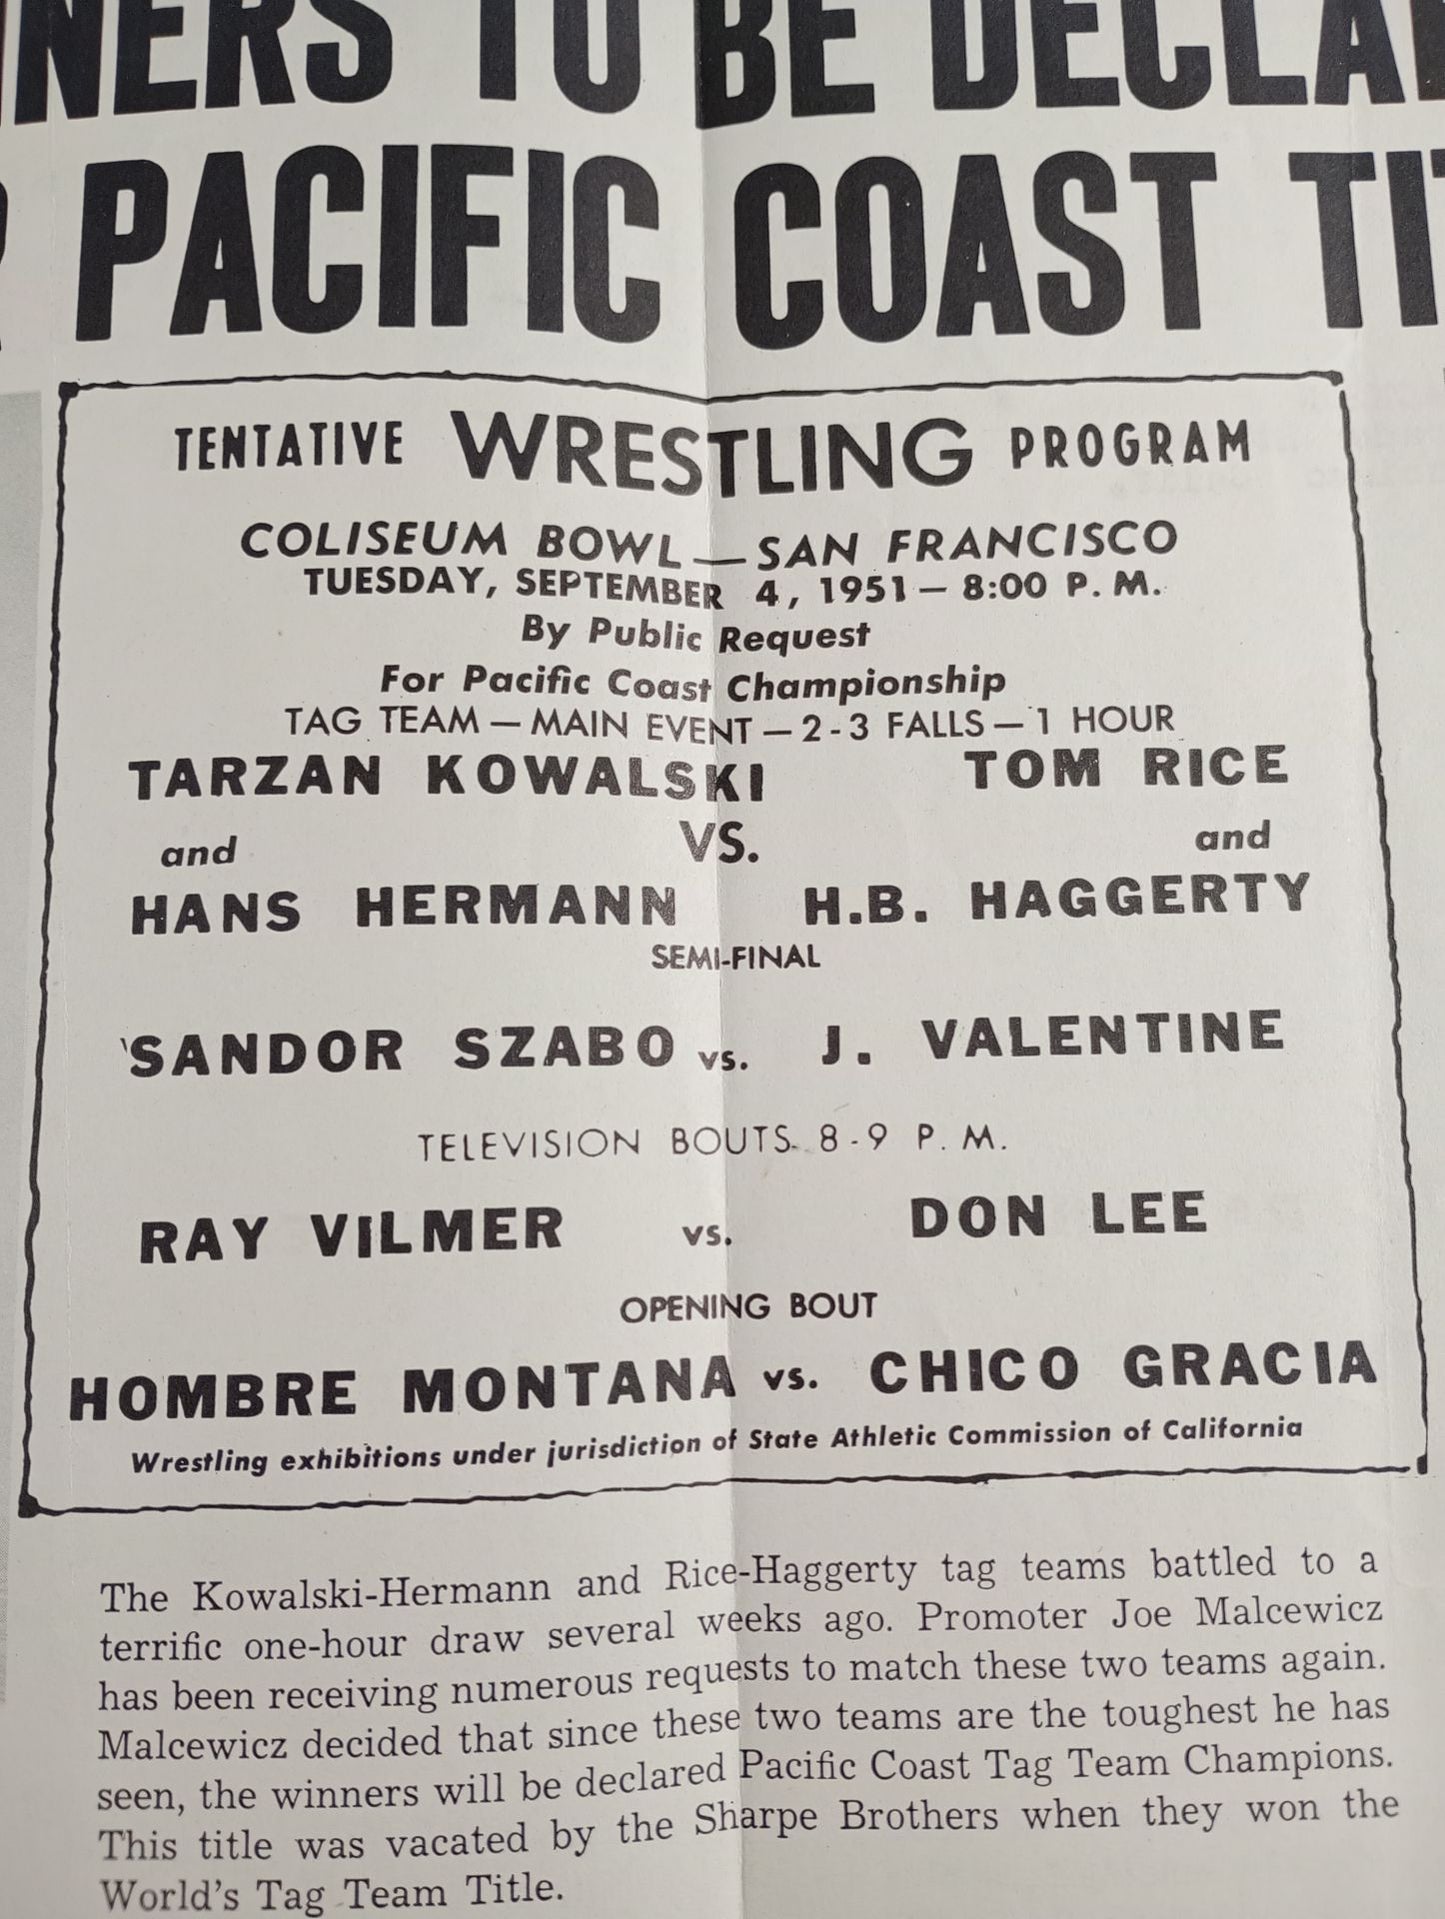 NERS TO BE DECLA
PACIFIC COAST TI
TENTATIVE WRESTLING PROGRAM
COLISEUM BOWL — SAN FRANCISCO
TUESDAY, SEPTEMBER 4, 1951 — 8:00 P. M.
By Public Request
For Pacific Coast Championship
TAG TEAM — MAIN EVENT — 2-3 FALLS — 1 HOUR
TARZAN KOWALSKI TOM RICE
and VS. and
HANS HERMANN H.B. HAGGERTY
SEMI-FINAL
SANDOR SZABO vs. J. VALENTINE
TELEVISION BOUTS 8-9 P. M.
RAY VILMER vs. DON LEE
OPENING BOUT
HOMBRE MONTANA vs. CHICO GRACIA
Wrestling exhibitions under jurisdiction of State Athletic Commission of California
The Kowalski-Hermann and Rice-Haggerty tag teams battled to a
terrific one-hour draw several weeks ago. Promoter Joe Malcewicz
has been receiving numerous requests to match these two teams again.
Malcewicz decided that since these two teams are the toughest he has
seen, the winners will be declared Pacific Coast Tag Team Champions.
This title was vacated by the Sharpe Brothers when they won the
World's Tag Team Title.